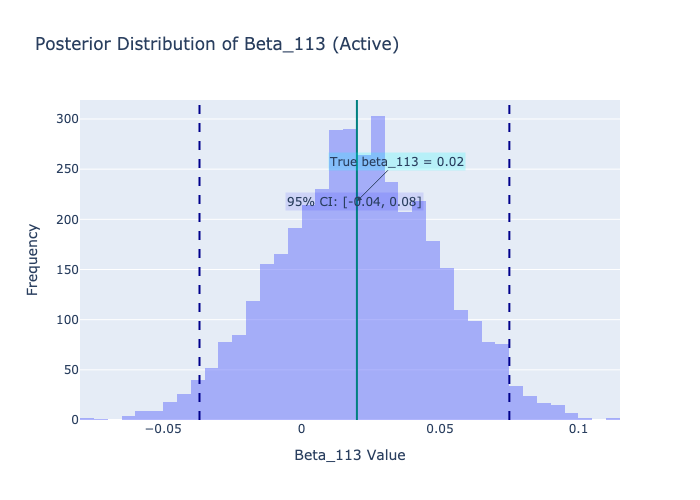 Posterior Distribution of Beta_113 (Active)
300
250
200
150
100
50
0
Frequency
True beta_113 = 0.02
95% CI: [-0.04, 0.08]
−0.05
0
0.05
0.1
Beta_113 Value